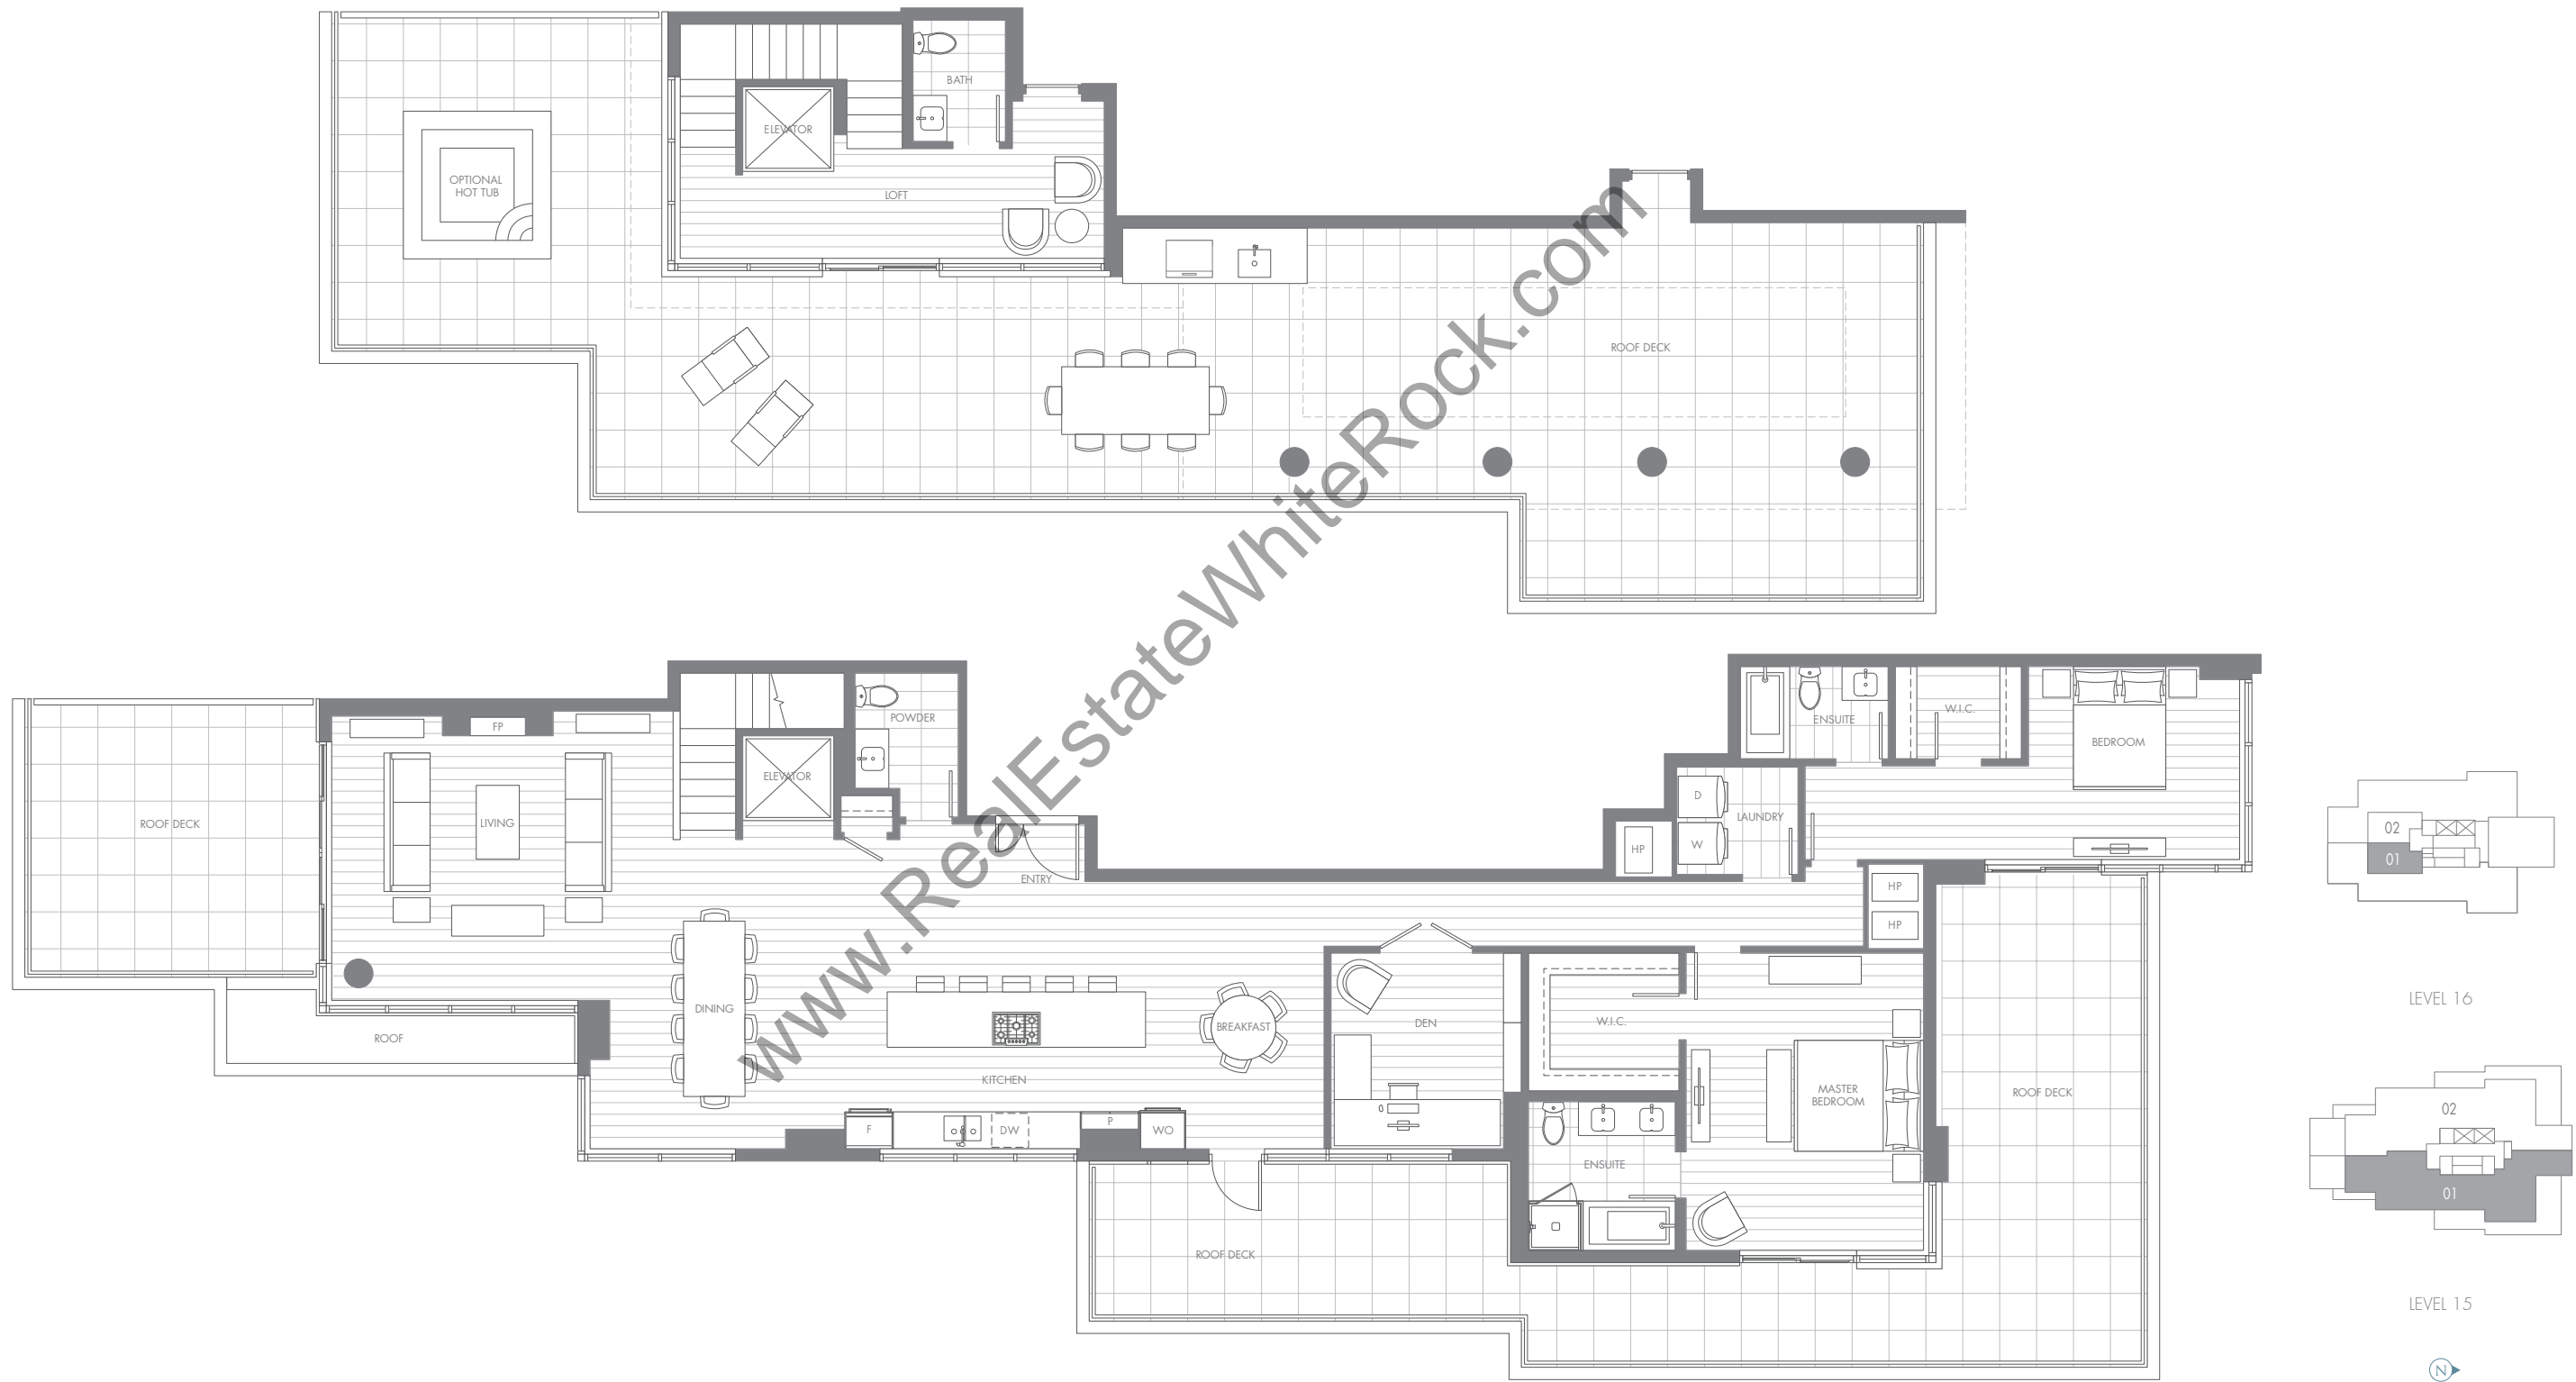 BATH
ELEVATOR
OPTIONAL
HOT TUB
LOFT
ROOF DECK
www.RealEstateWhiteRock.com
FP
POWDER
ENSUITE
W.I.C.
BEDROOM
ELEVATOR
D
LAUNDRY
ROOF DECK
LIVING
W
HP
ENTRY
HP
HP
02
01
LEVEL 16
DINING
BREAKFAST
DEN
W.I.C.
ROOF
KITCHEN
MASTER
BEDROOM
ROOF DECK
F
DW
P
WO
ENSUITE
ROOF DECK
02
01
LEVEL 15
N